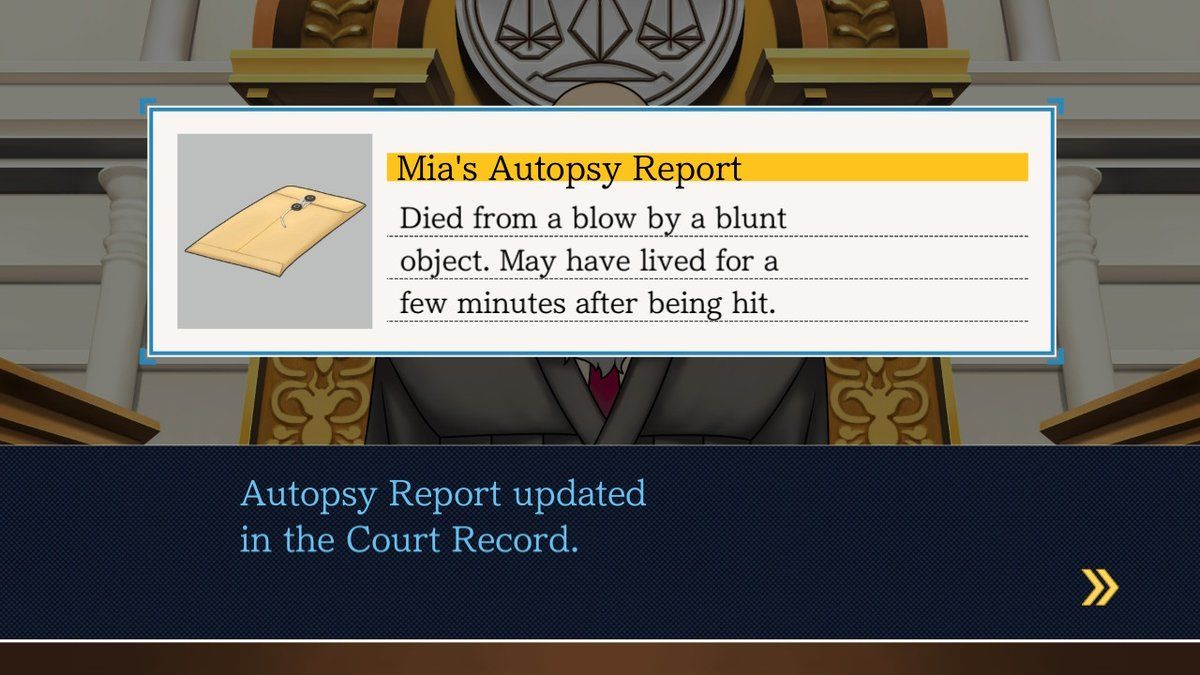 Mia's Autopsy Report
Died from a blow by a blunt
object. May have lived for a
few minutes after being hit.
Autopsy Report updated
in the Court Record.